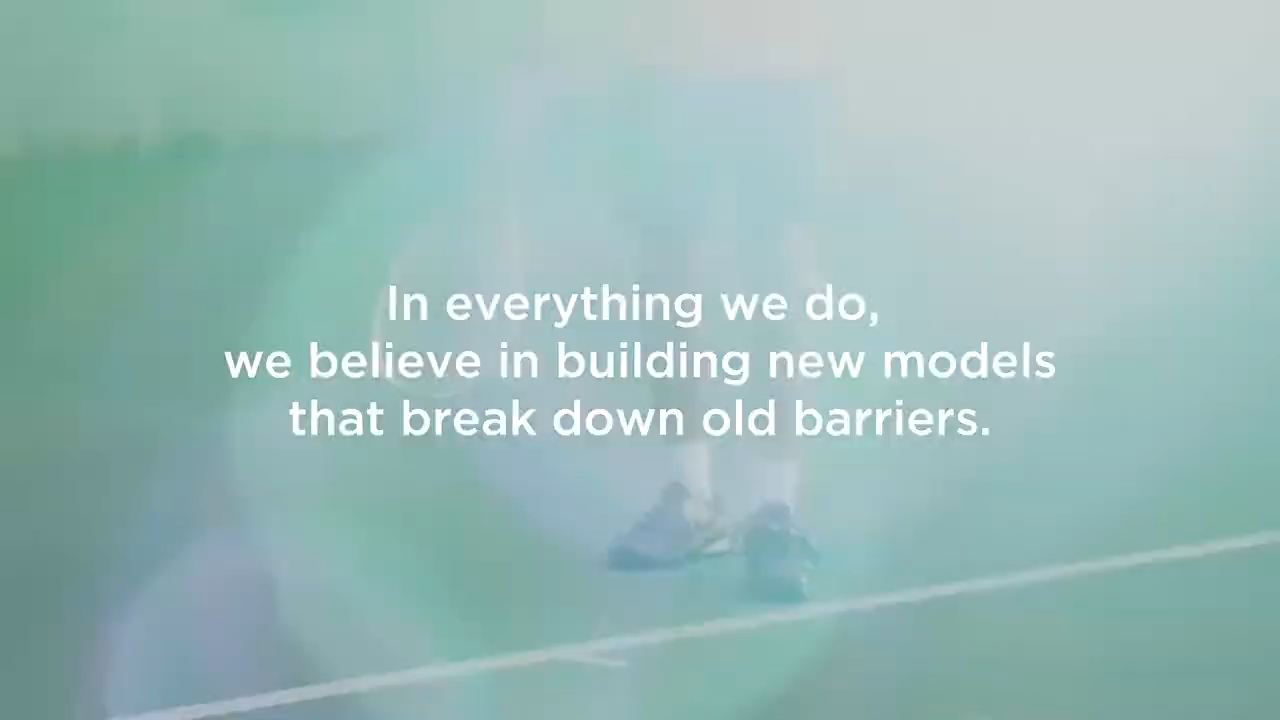 In everything we do,
we believe in building new models
that break down old barriers.